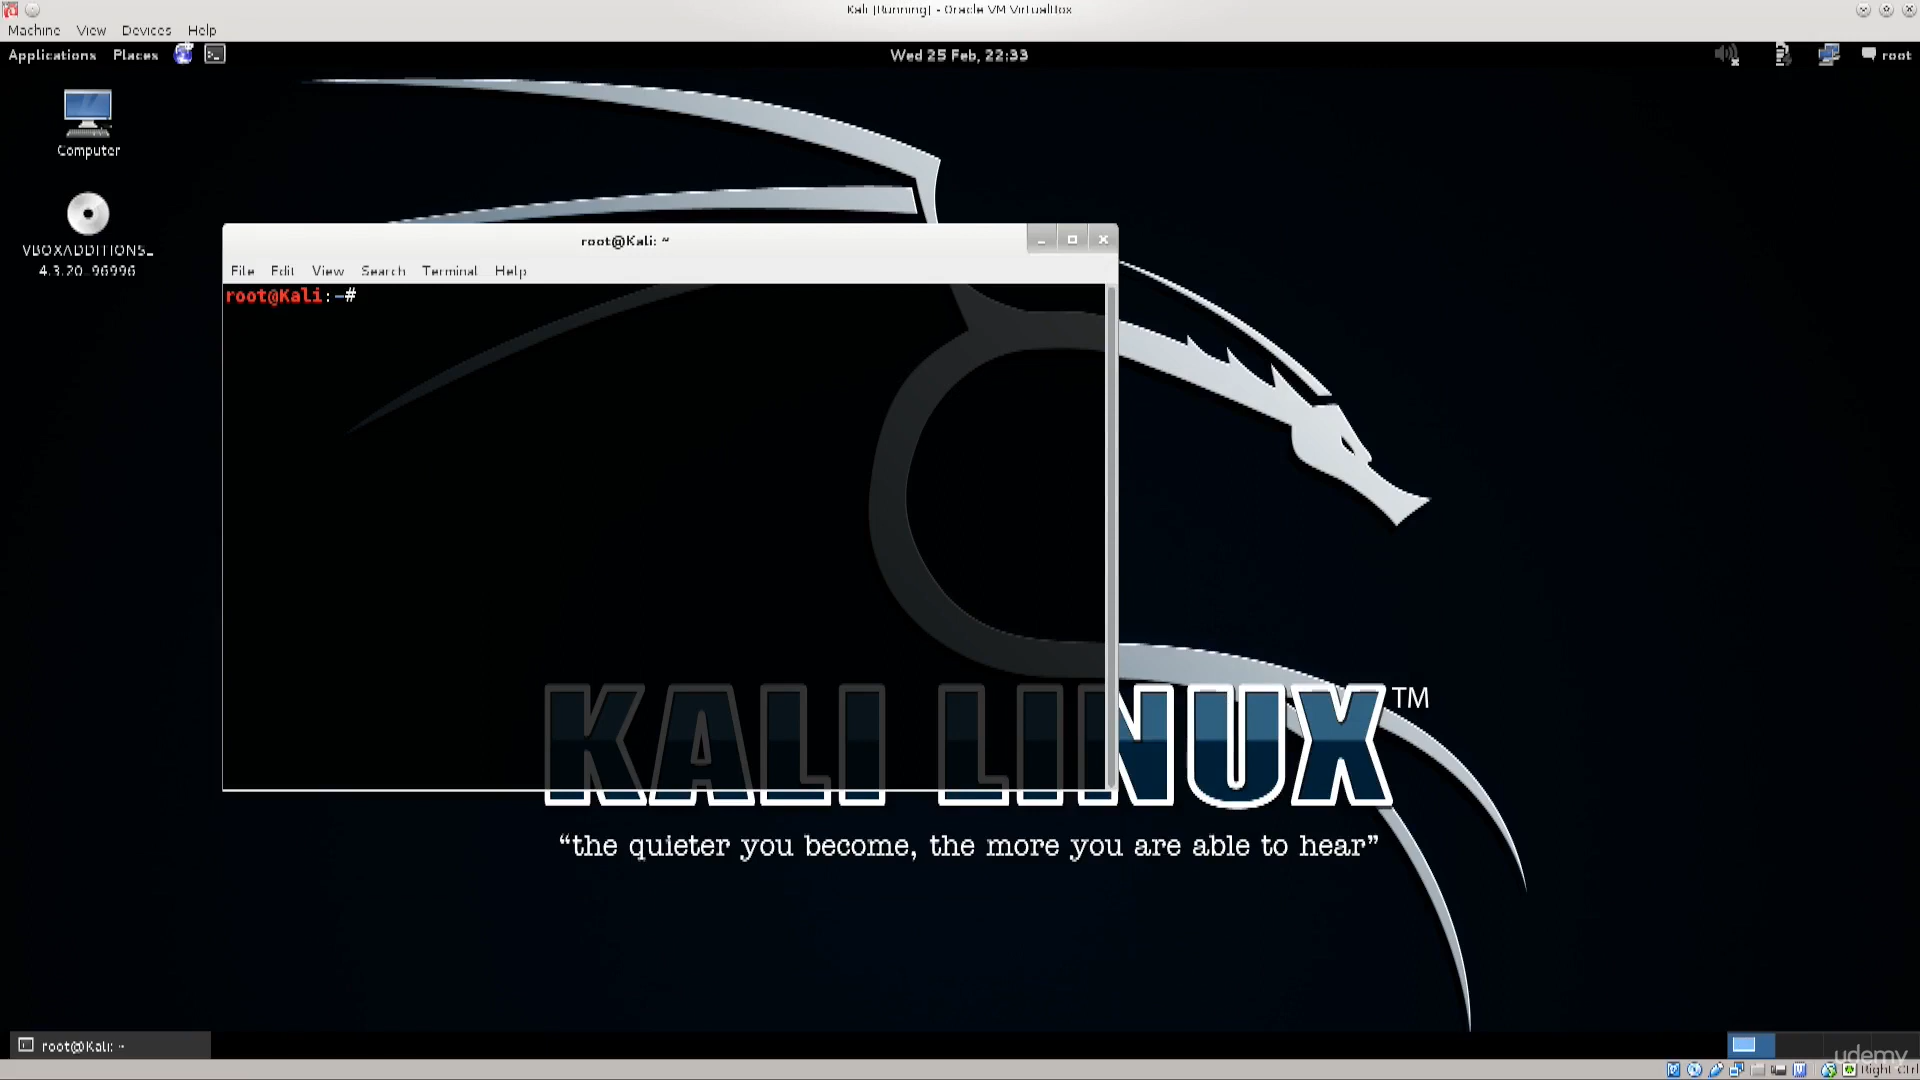 Kali [Running] - Oracle VM VirtualBox
Machine View Devices Help
Applications Places
Wed 25 Feb, 22:33
root
Computer
VBOXADDITIONS_
4.3.20_96996
root@Kali: ~
File Edit View Search Terminal Help
root@Kali:~#
KALI LINUX™
“the quieter you become, the more you are able to hear”
root@Kali: ~
udemy
Right Ctrl